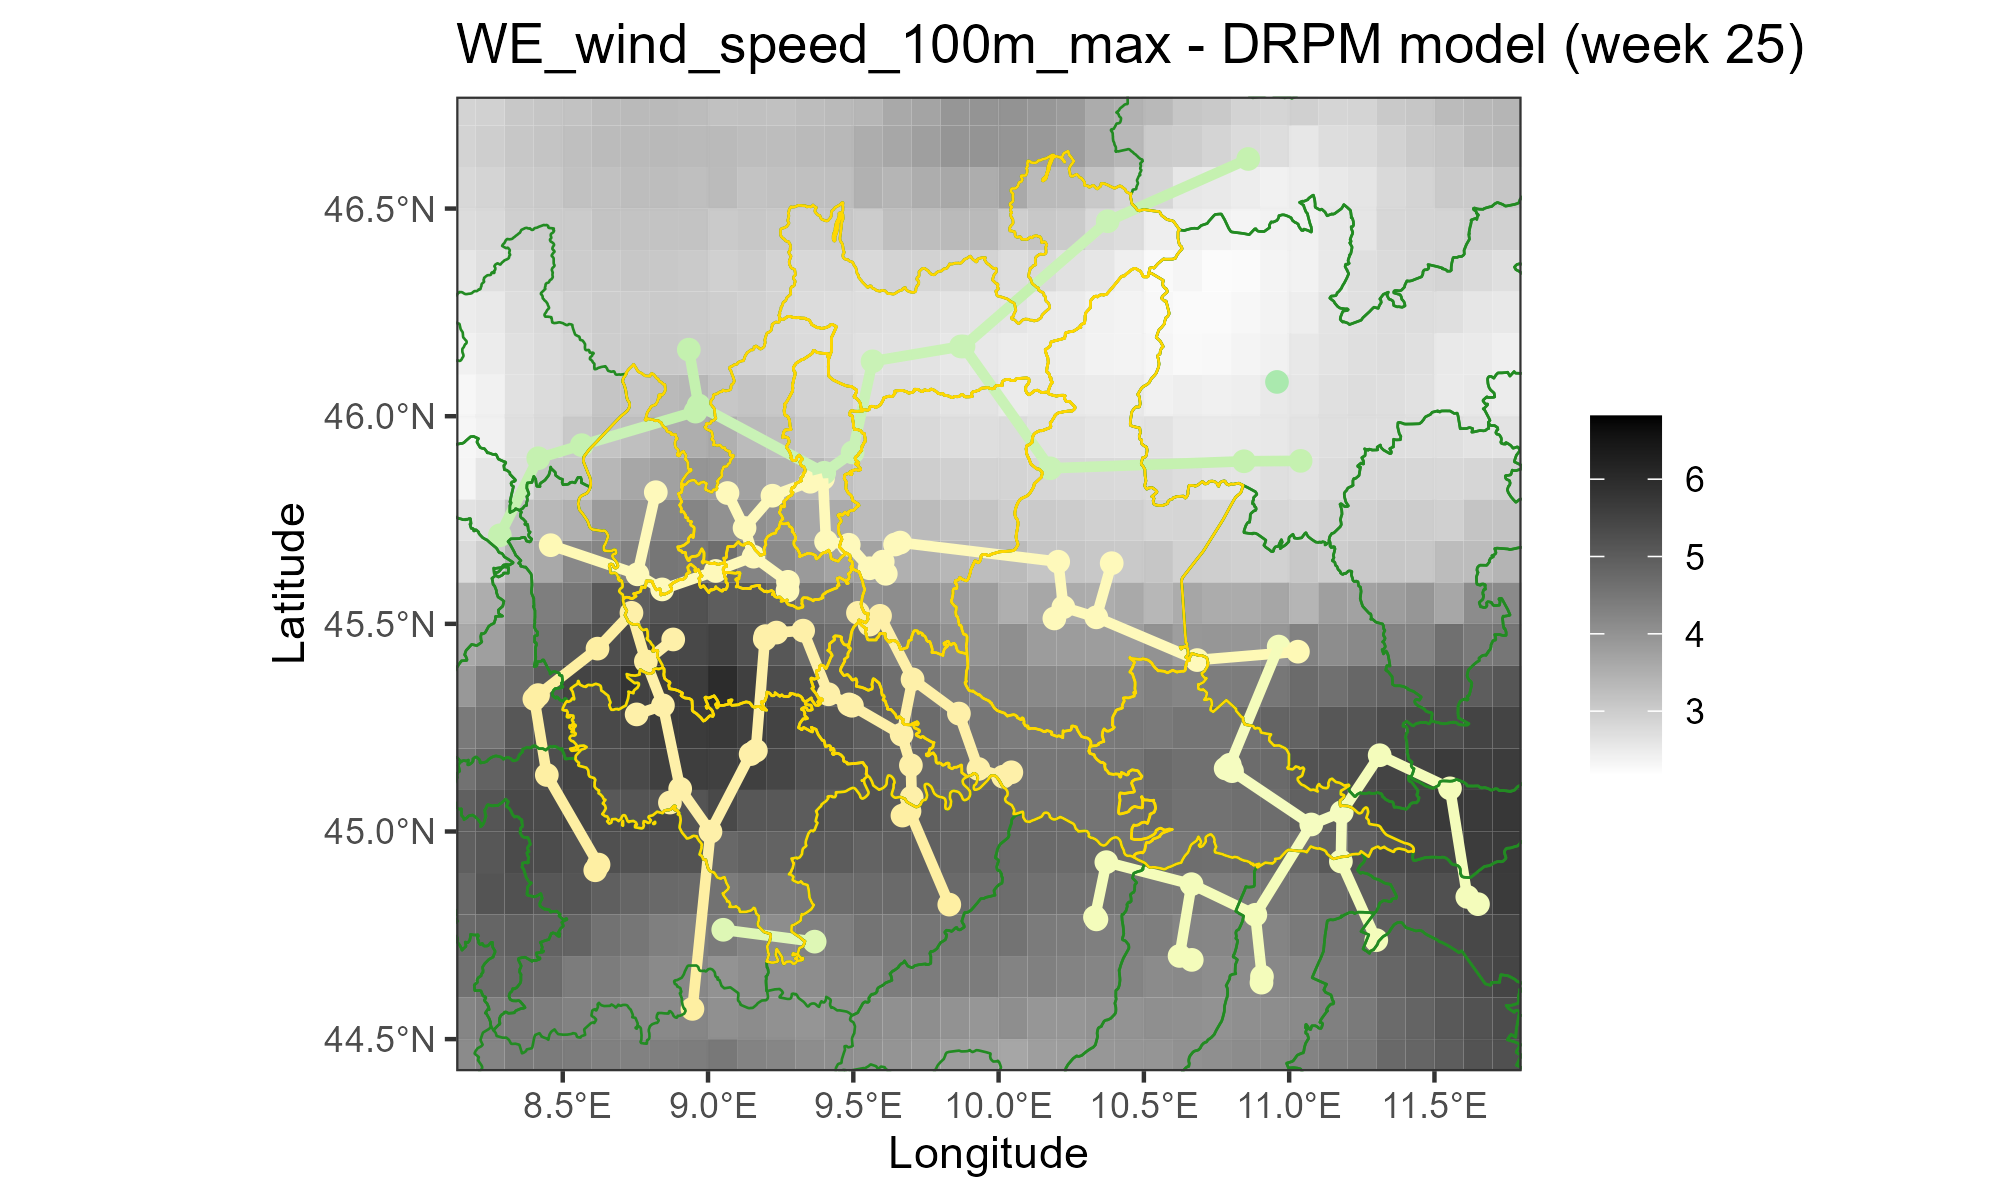 WE_wind_speed_100m_max - DRPM model (week 25)
46.5°N
46.0°N
45.5°N
45.0°N
44.5°N
Latitude
8.5°E 9.0°E 9.5°E 10.0°E 10.5°E 11.0°E 11.5°E
Longitude
6
5
4
3